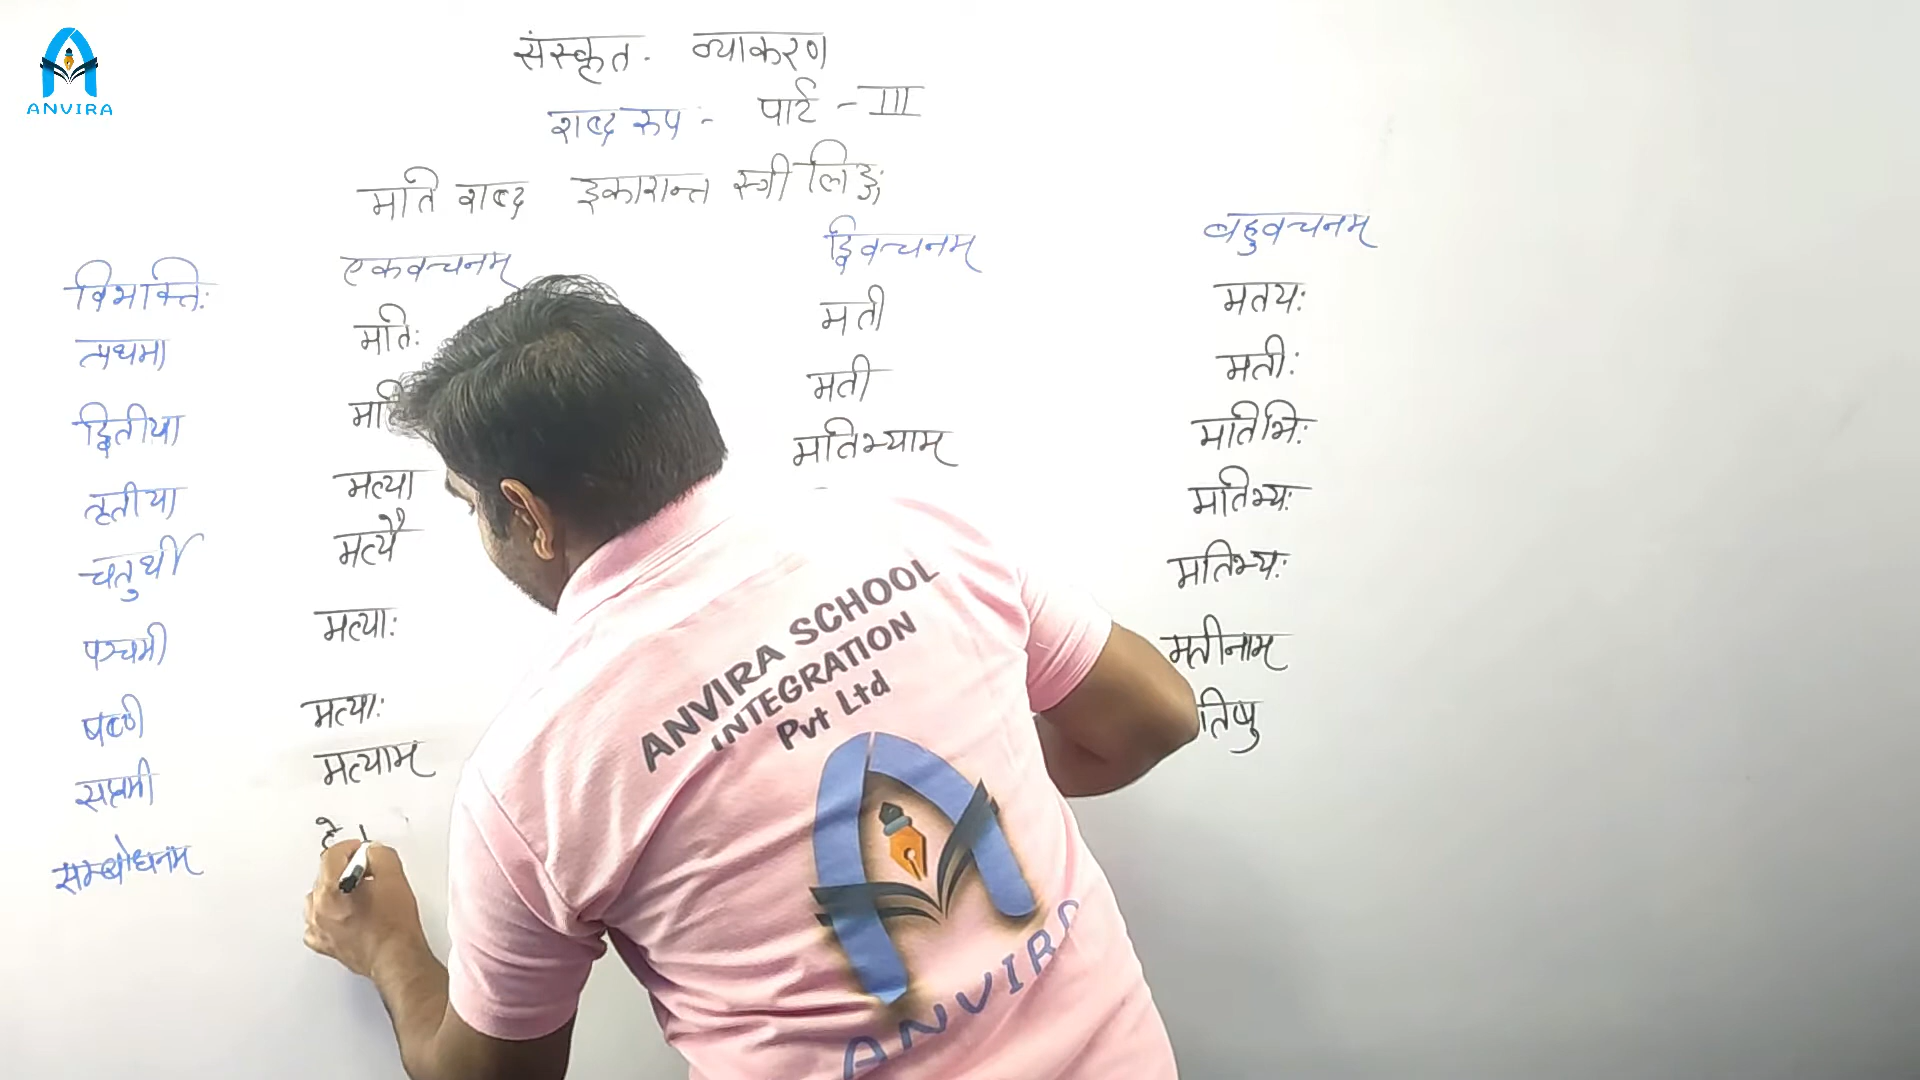 ANVIRA
संस्कृत - व्याकरण
शब्द रुप - पार्ट - III
मति शब्द इकारान्त स्त्री लिङ्ग
विभक्तिः एकवचनम् द्विवचनम् बहुवचनम्
प्रथमा मतिः मती मतयः
द्वितीया मती मतीः
तृतीया मत्या मतिभ्याम् मतिभिः
चतुर्थी मत्यै मतिभ्यः
पञ्चमी मत्याः मतिभ्यः
षष्ठी मत्याः मतीनाम्
सप्तमी मत्याम् तिषु
सम्बोधनम् हे
ANVIRA SCHOOL
INTEGRATION
Pvt Ltd
ANVIRA